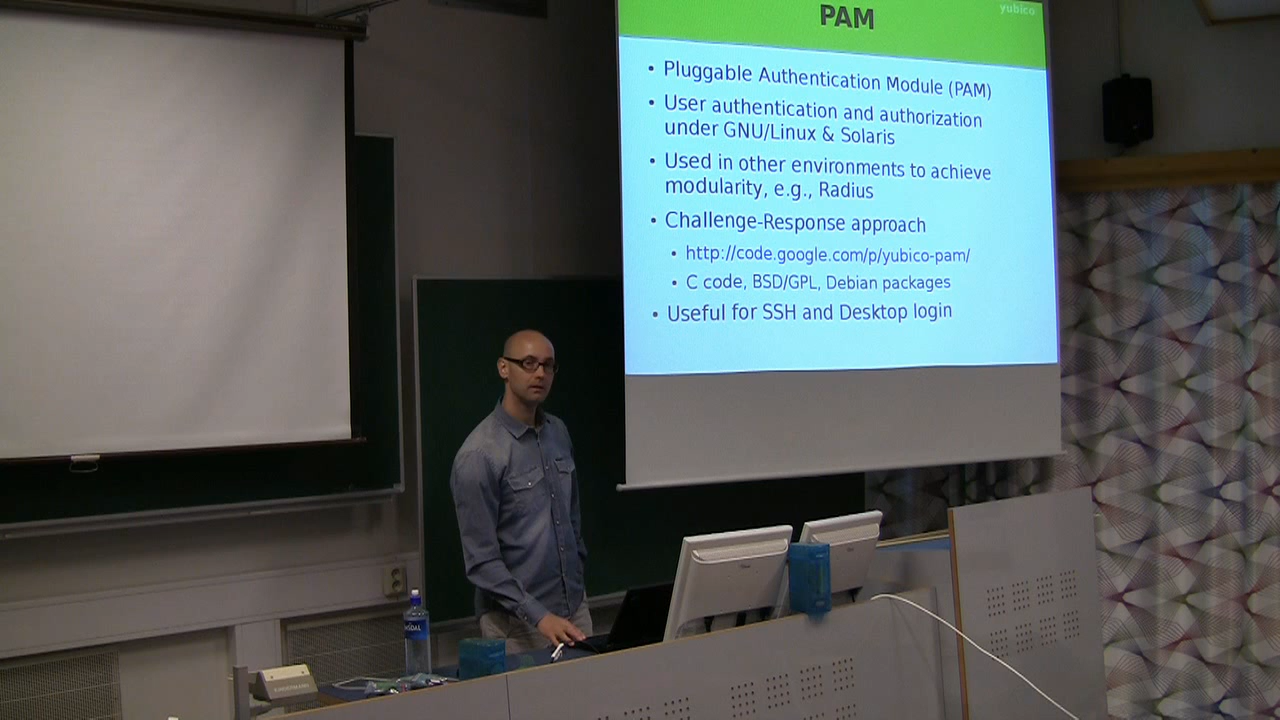 PAM
yubico
• Pluggable Authentication Module (PAM)
• User authentication and authorization
under GNU/Linux & Solaris
• Used in other environments to achieve
modularity, e.g., Radius
• Challenge-Response approach
• http://code.google.com/p/yubico-pam/
• C code, BSD/GPL, Debian packages
• Useful for SSH and Desktop login